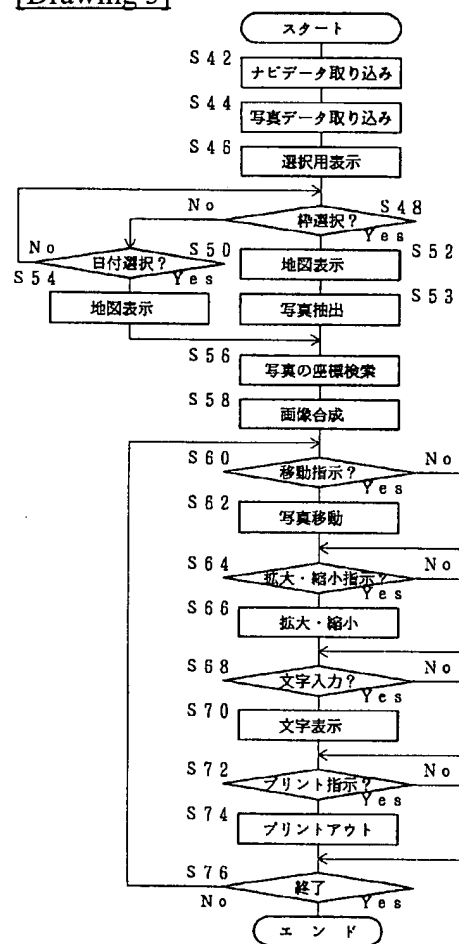 [Drawing 5]
スタート
S42
ナビデータ取り込み
S44
写真データ取り込み
S46
選択用表示
No
S48
枠選択?
Yes
No
S50
日付選択?
Yes
S52
地図表示
S54
地図表示
S53
写真抽出
S56
写真の座標検索
S58
画像合成
S60
移動指示?
No
Yes
S62
写真移動
S64
拡大・縮小指示?
No
Yes
S66
拡大・縮小
S68
文字入力?
No
Yes
S70
文字表示
S72
プリント指示?
No
Yes
S74
プリントアウト
S76
終了
No
Yes
エンド